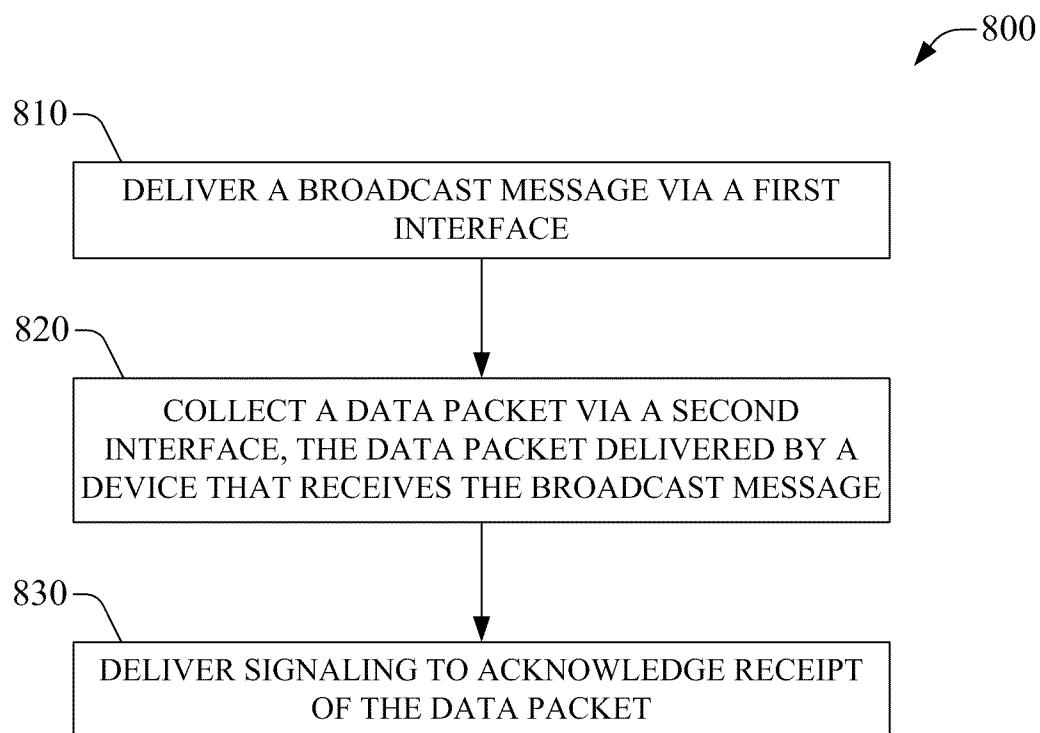 800
810
DELIVER A BROADCAST MESSAGE VIA A FIRST
INTERFACE
820
COLLECT A DATA PACKET VIA A SECOND
INTERFACE, THE DATA PACKET DELIVERED BY A
DEVICE THAT RECEIVES THE BROADCAST MESSAGE
830
DELIVER SIGNALING TO ACKNOWLEDGE RECEIPT
OF THE DATA PACKET